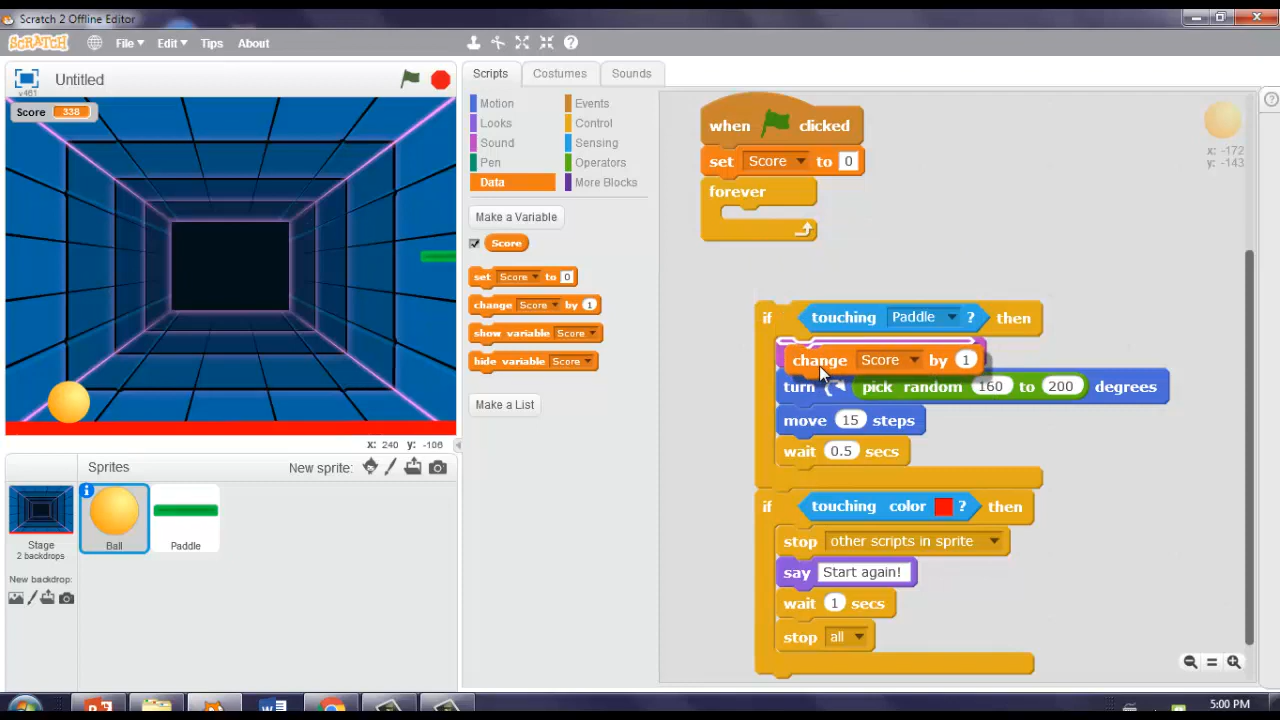 Scratch 2 Offline Editor
SCRATCH File Edit Tips About
Untitled
v461
Score 338
x: 240 y: -106
Sprites New sprite:
Stage
2 backdrops
New backdrop:
Ball
Paddle
Scripts Costumes Sounds
Motion Events
Looks Control
Sound Sensing
Pen Operators
Data More Blocks
Make a Variable
Score
set Score to 0
change Score by 1
show variable Score
hide variable Score
Make a List
when clicked
set Score to 0
forever
x: -172
y: -143
if touching Paddle ? then
change Score by 1
turn pick random 160 to 200 degrees
move 15 steps
wait 0.5 secs
if touching color ? then
stop other scripts in sprite
say Start again!
wait 1 secs
stop all
5:00 PM